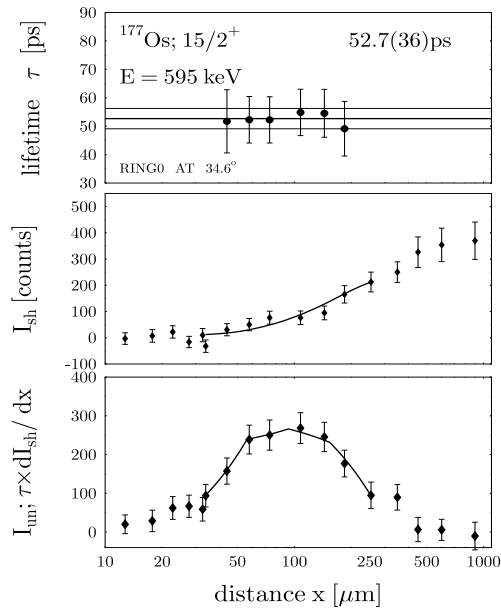 lifetime τ [ps]
90
80
70
60
50
40
30
¹⁷⁷Os; 15/2⁺ 52.7(36)ps
E = 595 keV
RING0 AT 34.6°
I_sh [counts]
500
400
300
200
100
0
-100
I_un; τ×dI_sh/ dx
400
300
200
100
0
10 20 50 100 250 500 1000
distance x [μm]